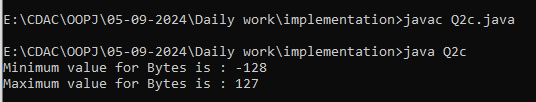 E:\CDAC\OOPJ\05-09-2024\Daily work\implementation>javac Q2c.java
E:\CDAC\OOPJ\05-09-2024\Daily work\implementation>java Q2c
Minimum value for Bytes is : -128
Maximum value for Bytes is : 127